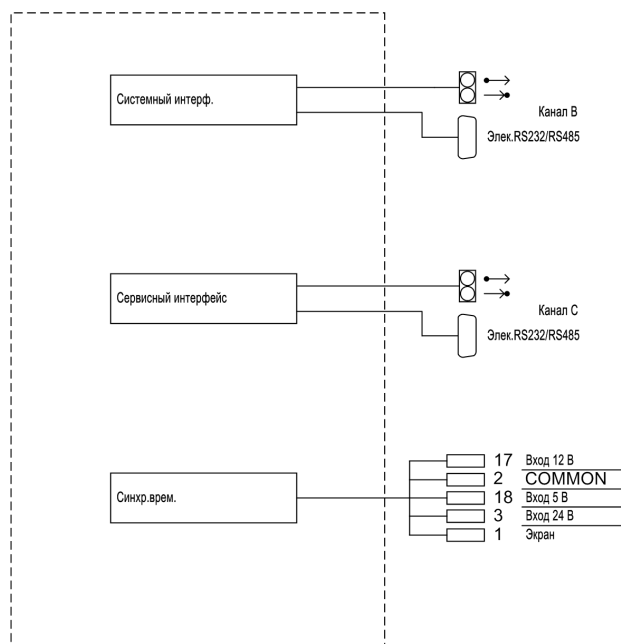 Системный интерф.
Канал В
Элек.RS232/RS485
Сервисный интерфейс
Канал С
Элек.RS232/RS485
17 Вход 12 В
2 COMMON
Синхр.врем.
18 Вход 5 В
3 Вход 24 В
1 Экран